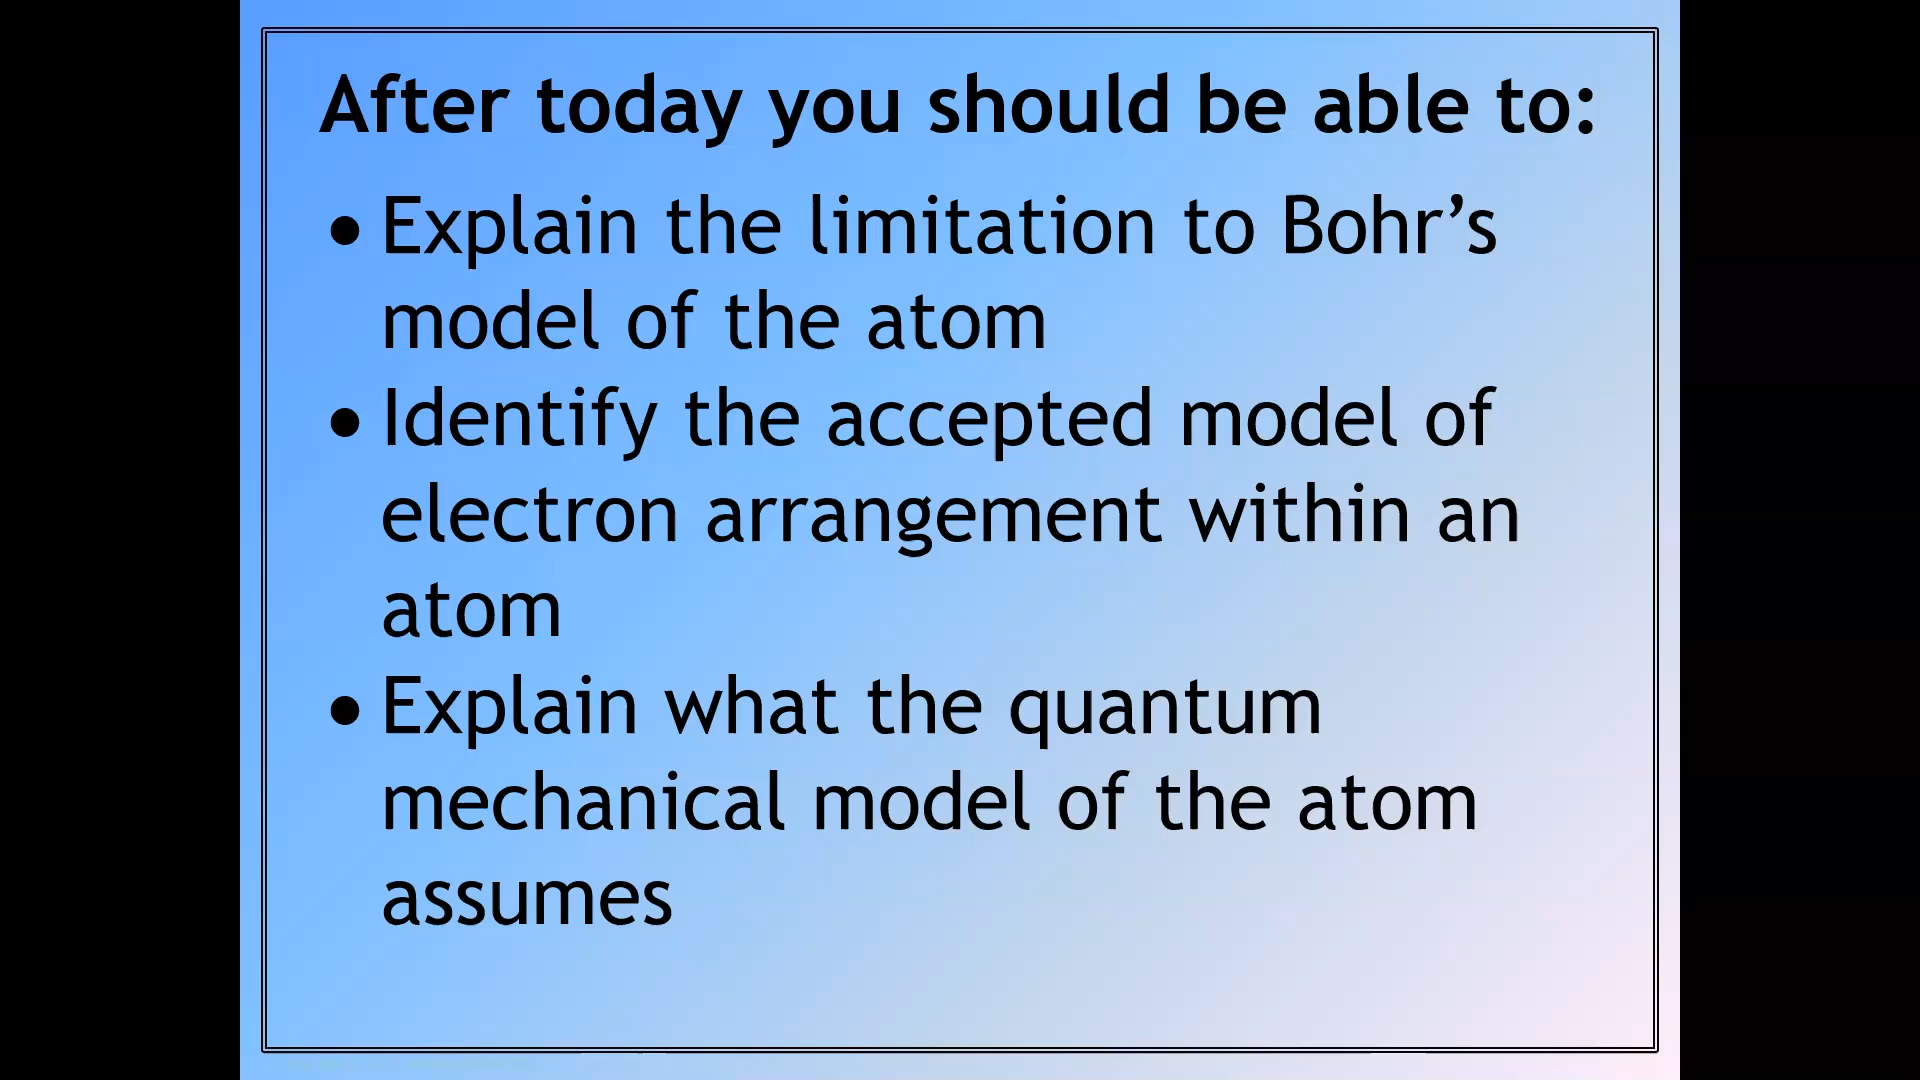 After today you should be able to:
• Explain the limitation to Bohr’s
model of the atom
• Identify the accepted model of
electron arrangement within an
atom
• Explain what the quantum
mechanical model of the atom
assumes